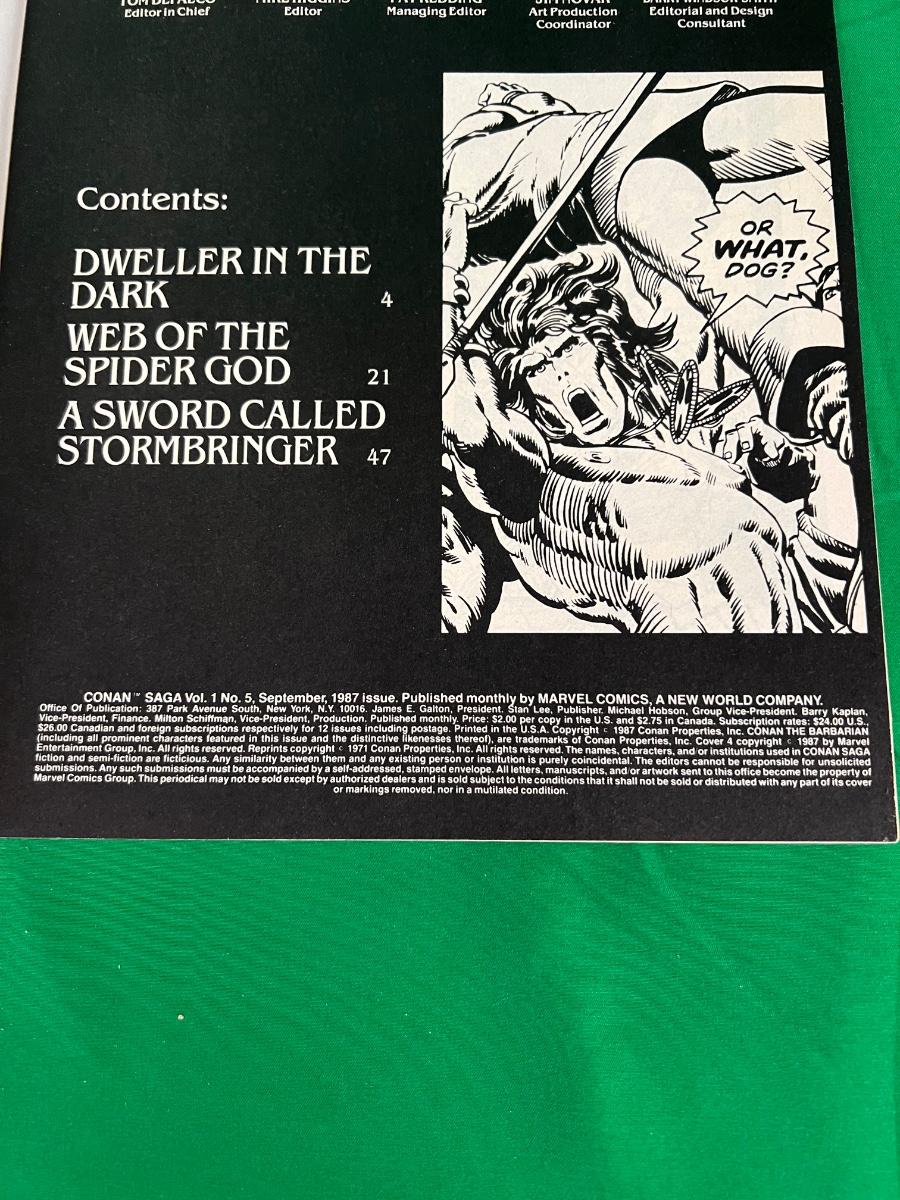 TOM DEFALCO MIKE HIGGINS PAT REDDING JIM NOVAK BARRY WINDSOR-SMITH
Editor in Chief Editor Managing Editor Art Production Editorial and Design
Coordinator Consultant
Contents:
DWELLER IN THE
DARK 4
WEB OF THE
SPIDER GOD 21
A SWORD CALLED
STORMBRINGER 47
OR
WHAT,
DOG?
CONAN™ SAGA Vol. 1 No. 5, September, 1987 issue. Published monthly by MARVEL COMICS, A NEW WORLD COMPANY.
Office Of Publication: 387 Park Avenue South, New York, N.Y. 10016. James E. Galton, President. Stan Lee, Publisher. Michael Hobson, Group Vice-President. Barry Kaplan,
Vice-President, Finance. Milton Schiffman, Vice-President, Production. Published monthly. Price: $2.00 per copy in the U.S. and $2.75 in Canada. Subscription rates: $24.00 U.S.,
$26.00 Canadian and foreign subscriptions respectively for 12 issues including postage. Printed in the U.S.A. Copyright © 1987 Conan Properties, Inc. CONAN THE BARBARIAN
(including all prominent characters featured in this issue and the distinctive likenesses thereof), are trademarks of Conan Properties, Inc. Cover 4 copyright © 1987 by Marvel
Entertainment Group, Inc. All rights reserved. Reprints copyright © 1971 Conan Properties, Inc. All rights reserved. The names, characters, and/or institutions used in CONAN SAGA
fiction and semi-fiction are ficticious. Any similarity between them and any existing person or institution is purely coincidental. The editors cannot be responsible for unsolicited
submissions. Any such submissions must be accompanied by a self-addressed, stamped envelope. All letters, manuscripts, and/or artwork sent to this office become the property of
Marvel Comics Group. This periodical may not be sold except by authorized dealers and is sold subject to the conditions that it shall not be sold or distributed with any part of its cover
or markings removed, nor in a mutilated condition.